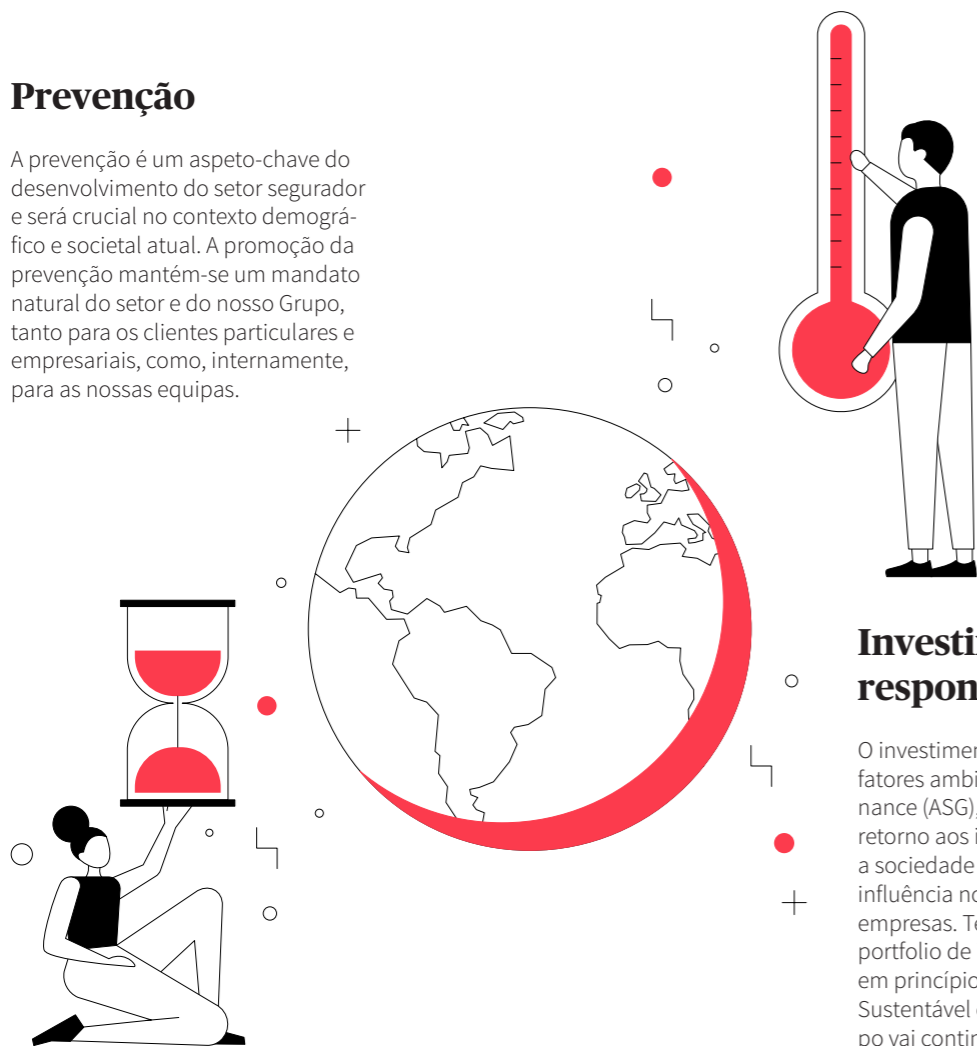 Prevenção
A prevenção é um aspeto-chave do
desenvolvimento do setor segurador
e será crucial no contexto demográ-
fico e societal atual. A promoção da
prevenção mantém-se um mandato
natural do setor e do nosso Grupo,
tanto para os clientes particulares e
empresariais, como, internamente,
para as nossas equipas.
Investi
respon
O investimen
fatores ambi
nance (ASG),
retorno aos i
a sociedade
influência no
empresas. Te
portfolio de
em princípio
Sustentável
po vai contin